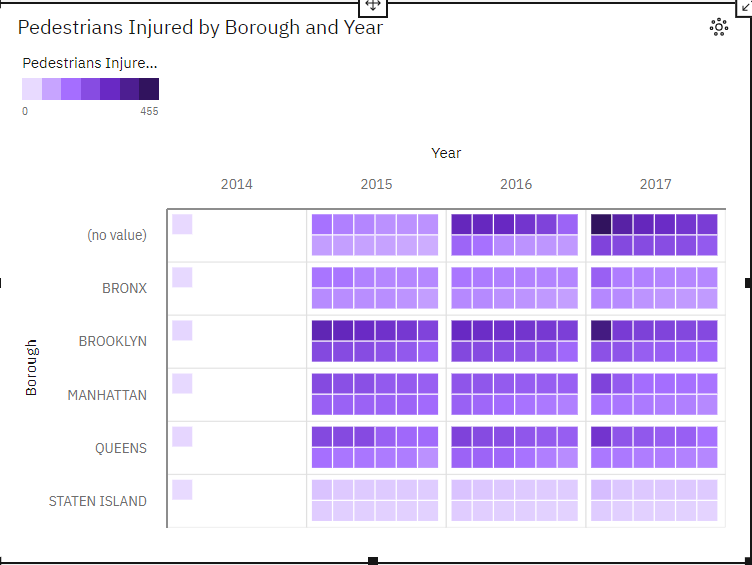 Pedestrians Injured by Borough and Year
Pedestrians Injure...
0 455
Year
2014 2015 2016 2017
Borough
(no value)
BRONX
BROOKLYN
MANHATTAN
QUEENS
STATEN ISLAND